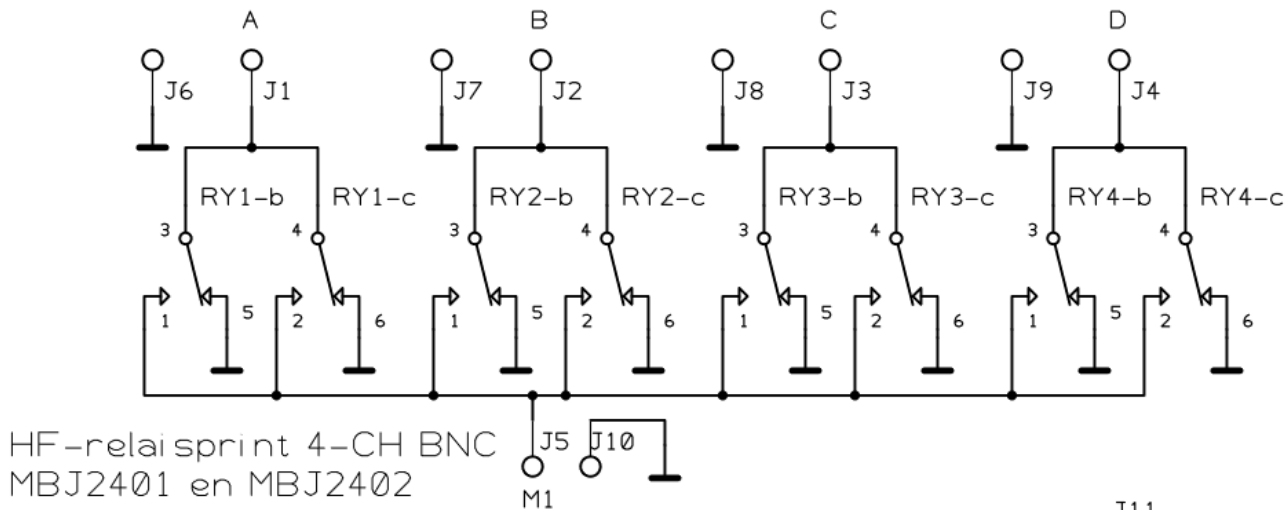 A B C D
J6 J1 J7 J2 J8 J3 J9 J4
RY1-b RY1-c RY2-b RY2-c RY3-b RY3-c RY4-b RY4-c
3 4 3 4 3 4 3 4
1 5 2 6 1 5 2 6 1 5 2 6 1 5 2 6
HF-relaisprint 4-CH BNC J5 J10
MBJ2401 en MBJ2402 M1
J11